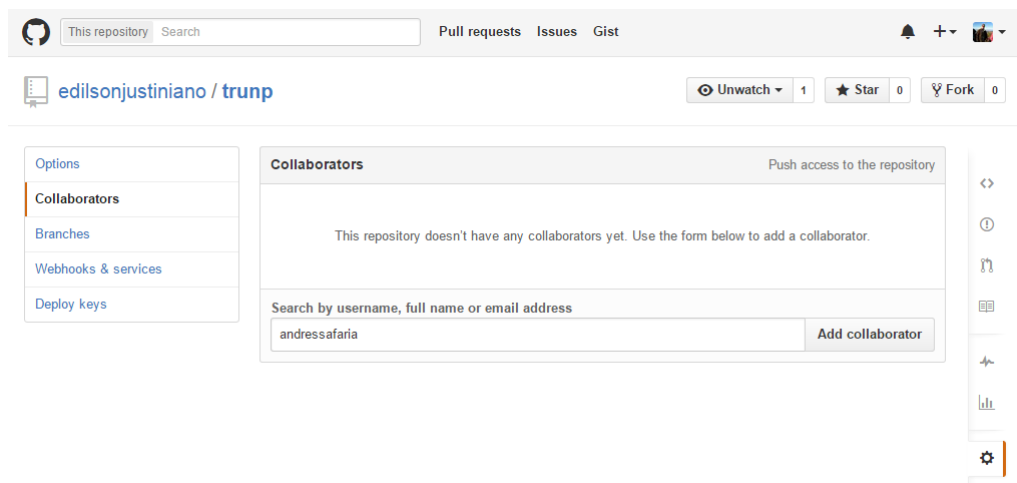 This repository Search Pull requests Issues Gist
edilsonjustiniano / trunp Unwatch 1 Star 0 Fork 0
Options
Collaborators
Branches
Webhooks & services
Deploy keys
Collaborators Push access to the repository
This repository doesn't have any collaborators yet. Use the form below to add a collaborator.
Search by username, full name or email address
andressafaria Add collaborator